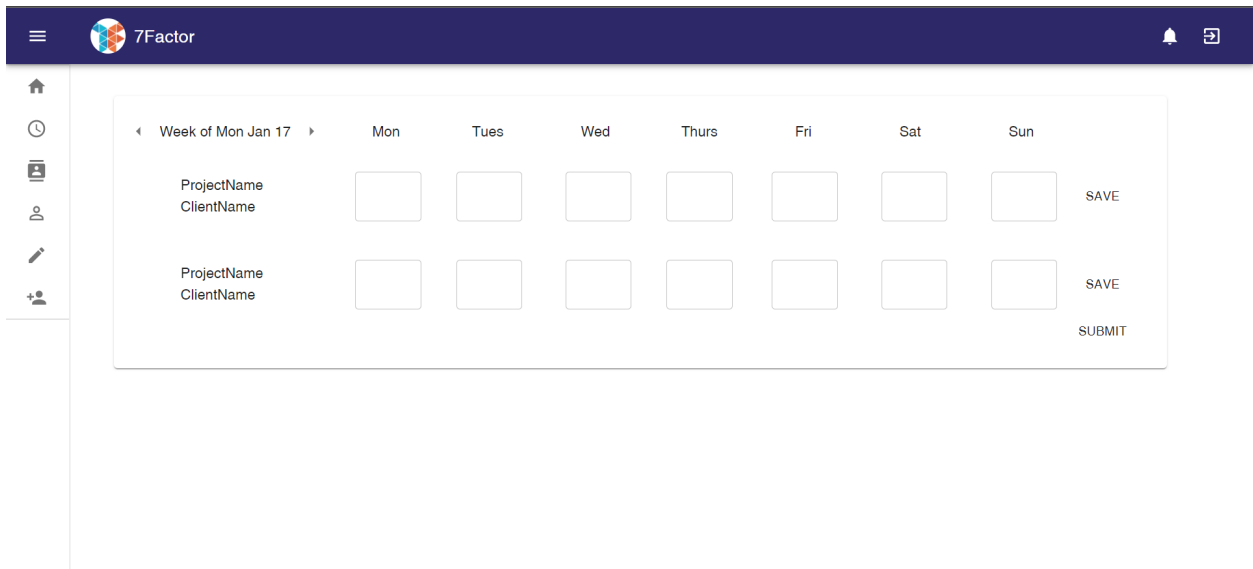 7Factor
Week of Mon Jan 17 Mon Tues Wed Thurs Fri Sat Sun
ProjectName
ClientName
SAVE
ProjectName
ClientName
SAVE
SUBMIT